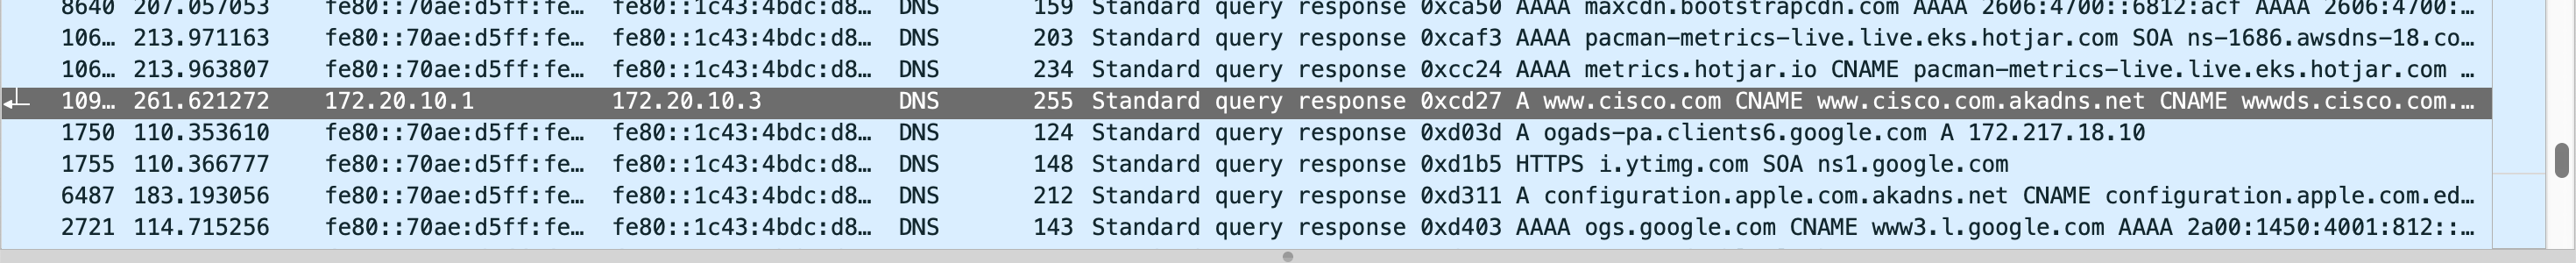 8640 207.057053 fe80::70ae:d5ff:fe… fe80::1c43:4bdc:d8… DNS 159 Standard query response 0xca50 AAAA maxcdn.bootstrapcdn.com AAAA 2606:4700::6812:acf AAAA 2606:4700:…
106… 213.971163 fe80::70ae:d5ff:fe… fe80::1c43:4bdc:d8… DNS 203 Standard query response 0xcaf3 AAAA pacman-metrics-live.live.eks.hotjar.com SOA ns-1686.awsdns-18.co…
106… 213.963807 fe80::70ae:d5ff:fe… fe80::1c43:4bdc:d8… DNS 234 Standard query response 0xcc24 AAAA metrics.hotjar.io CNAME pacman-metrics-live.live.eks.hotjar.com …
109… 261.621272 172.20.10.1 172.20.10.3 DNS 255 Standard query response 0xcd27 A www.cisco.com CNAME www.cisco.com.akadns.net CNAME wwwds.cisco.com.…
1750 110.353610 fe80::70ae:d5ff:fe… fe80::1c43:4bdc:d8… DNS 124 Standard query response 0xd03d A ogads-pa.clients6.google.com A 172.217.18.10
1755 110.366777 fe80::70ae:d5ff:fe… fe80::1c43:4bdc:d8… DNS 148 Standard query response 0xd1b5 HTTPS i.ytimg.com SOA ns1.google.com
6487 183.193056 fe80::70ae:d5ff:fe… fe80::1c43:4bdc:d8… DNS 212 Standard query response 0xd311 A configuration.apple.com.akadns.net CNAME configuration.apple.com.ed…
2721 114.715256 fe80::70ae:d5ff:fe… fe80::1c43:4bdc:d8… DNS 143 Standard query response 0xd403 AAAA ogs.google.com CNAME www3.l.google.com AAAA 2a00:1450:4001:812::…